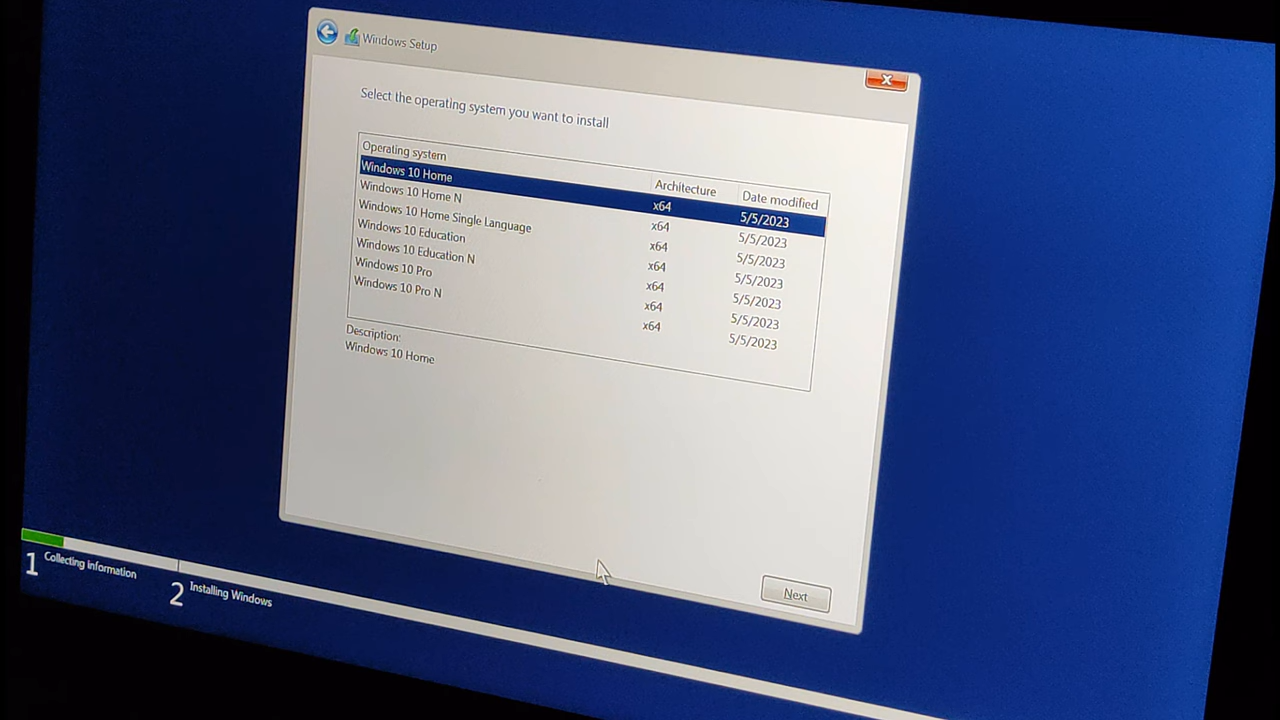 Windows Setup
Select the operating system you want to install
Operating system Architecture Date modified
Windows 10 Home x64 5/5/2023
Windows 10 Home N x64 5/5/2023
Windows 10 Home Single Language x64 5/5/2023
Windows 10 Education x64 5/5/2023
Windows 10 Education N x64 5/5/2023
Windows 10 Pro x64 5/5/2023
Windows 10 Pro N x64 5/5/2023
Description:
Windows 10 Home
Next
1 Collecting information
2 Installing Windows